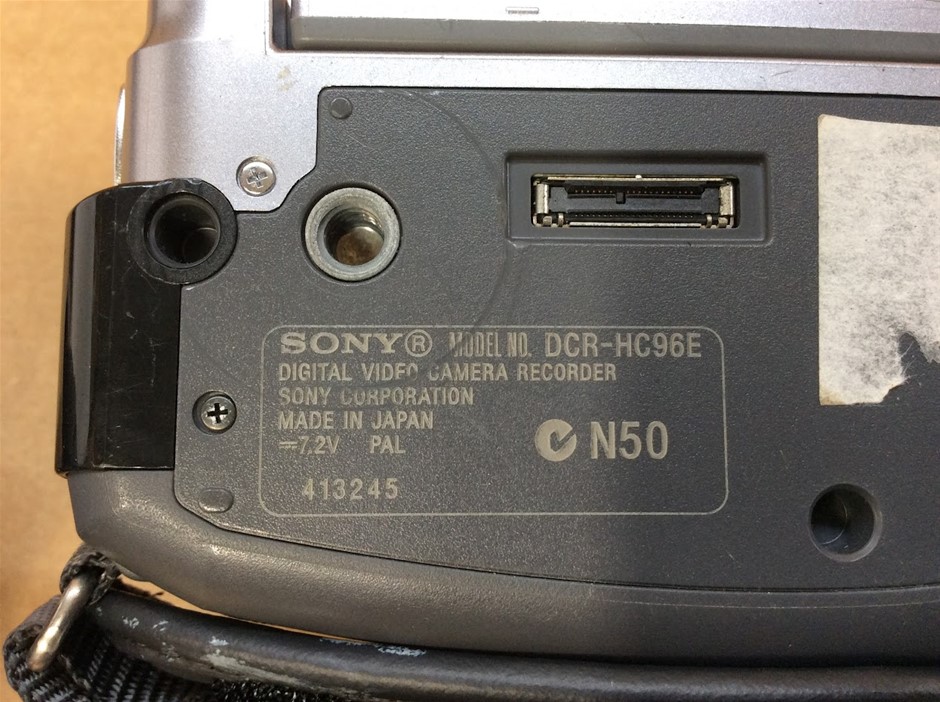 SONY® MODEL NO. DCR-HC96E
DIGITAL VIDEO CAMERA RECORDER
SONY CORPORATION
MADE IN JAPAN
⎓7.2V PAL
N50
413245